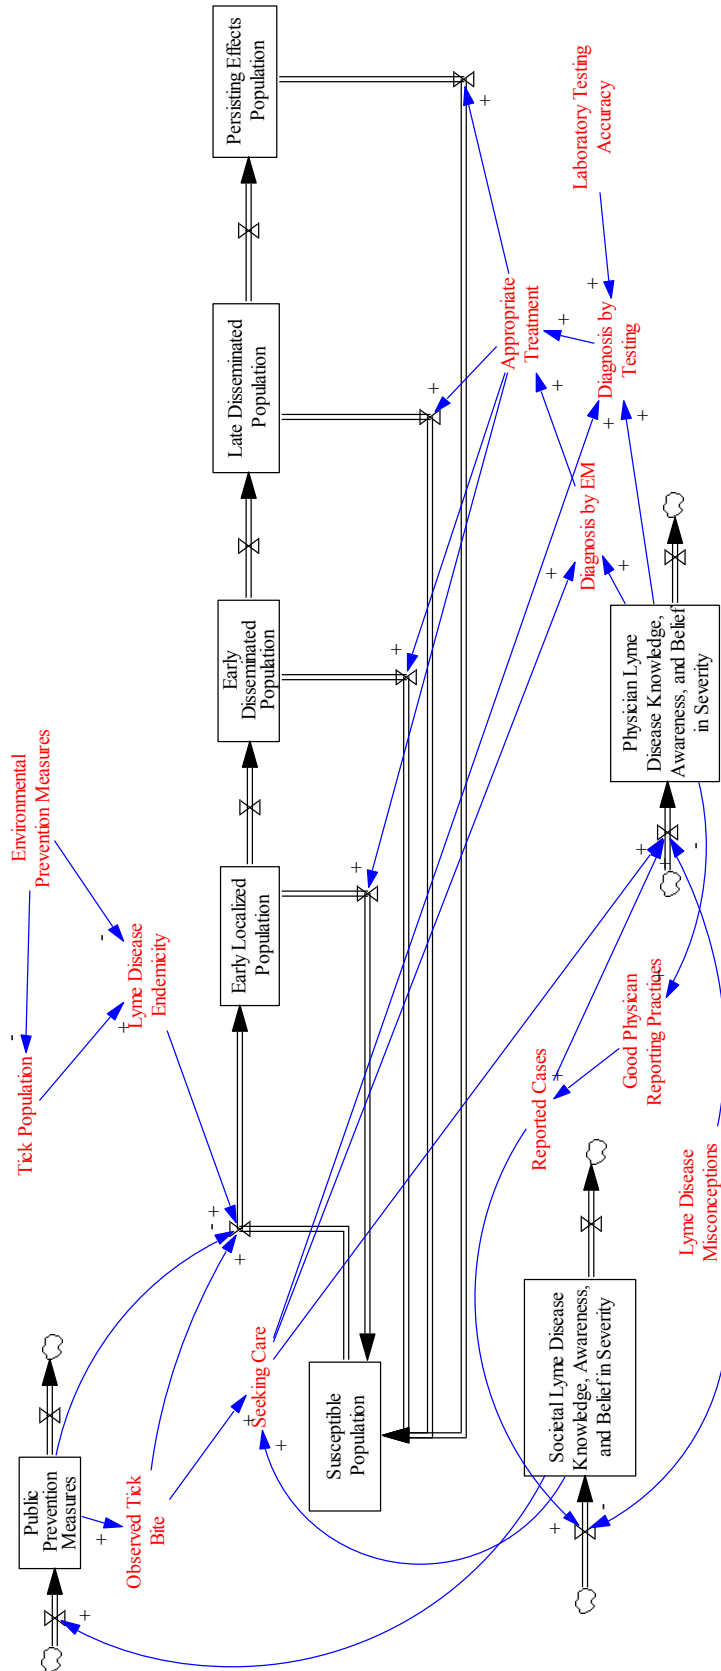 Persisting Effects
Population
Laboratory Testing
Accuracy
Late Disseminated
Population
Appropriate
Treatment
Diagnosis by
Testing
Diagnosis by EM
Early
Disseminated
Population
Physician Lyme
Disease Knowledge,
Awareness, and Belief
in Severity
Environmental
Prevention Measures
Lyme Disease
Endemicity
Tick Population
Early Localized
Population
Good Physican
Reporting Practices
Reported Cases
Lyme Disease
Misconceptions
Societal Lyme Disease
Knowledge, Awareness,
and Belief in Severity
Seeking Care
Susceptible
Population
Public
Prevention
Measures
Observed Tick
Bite